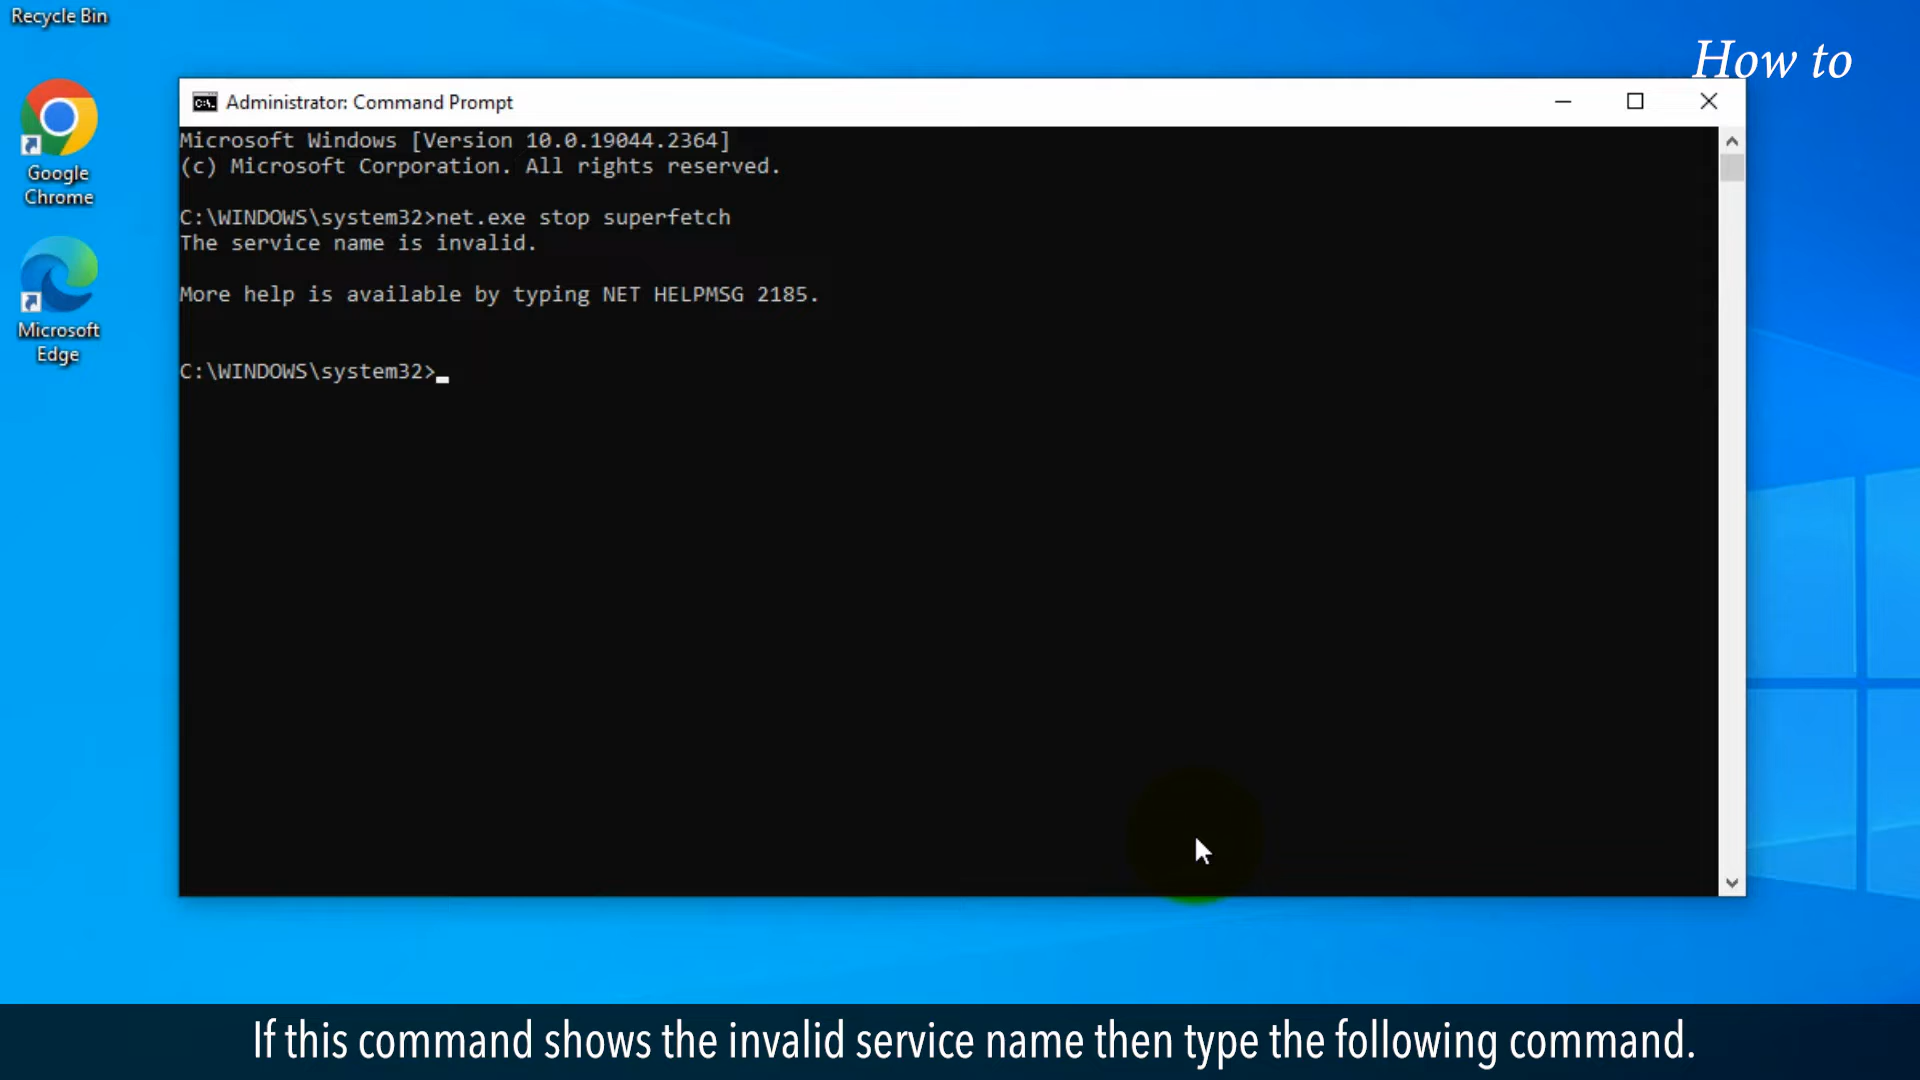 Recycle Bin
How to
Google
Chrome
Microsoft
Edge
Administrator: Command Prompt
Microsoft Windows [Version 10.0.19044.2364]
(c) Microsoft Corporation. All rights reserved.
C:\WINDOWS\system32>net.exe stop superfetch
The service name is invalid.
More help is available by typing NET HELPMSG 2185.
C:\WINDOWS\system32>
If this command shows the invalid service name then type the following command.